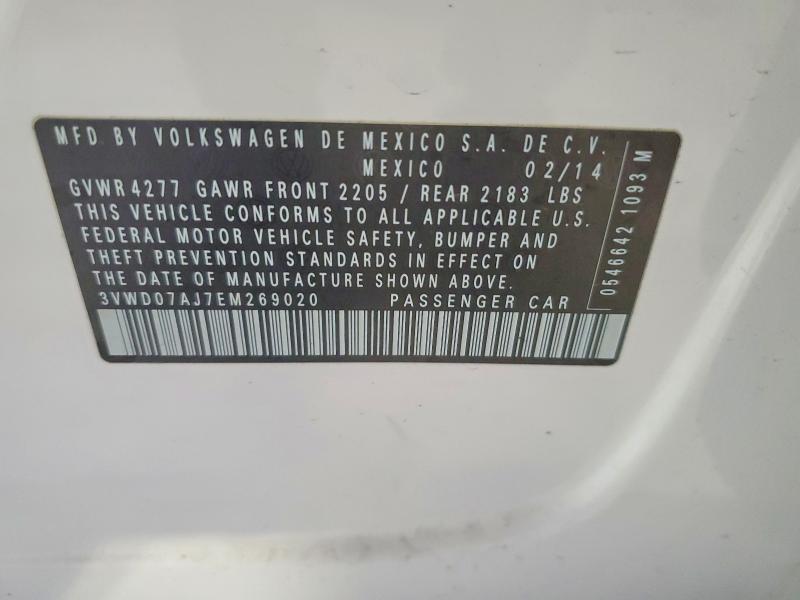 MFD BY VOLKSWAGEN DE MEXICO S.A. DE C.V.
MEXICO 02/14
GVWR 4277 GAWR FRONT 2205 / REAR 2183 LBS
THIS VEHICLE CONFORMS TO ALL APPLICABLE U.S.
FEDERAL MOTOR VEHICLE SAFETY, BUMPER AND
THEFT PREVENTION STANDARDS IN EFFECT ON
THE DATE OF MANUFACTURE SHOWN ABOVE.
3VWD07AJ7EM269020 PASSENGER CAR
0546642 1093 M